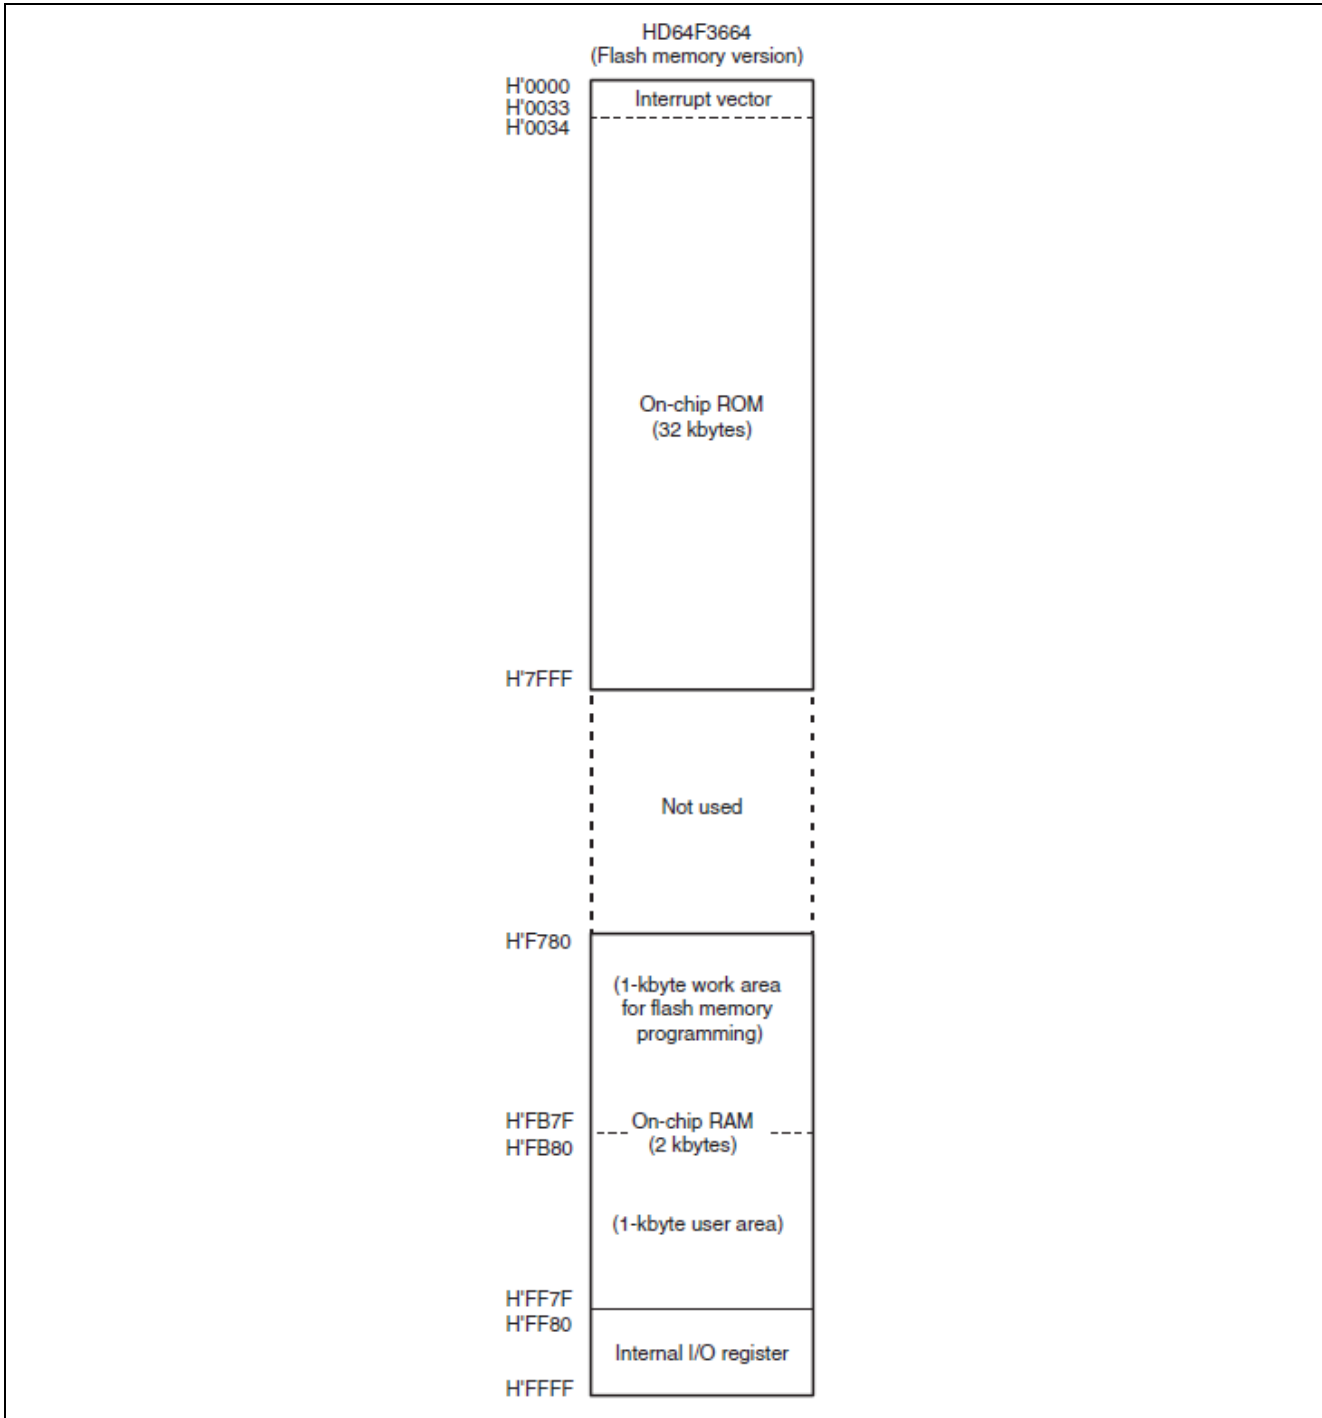 HD64F3664
(Flash memory version)
H'0000
Interrupt vector
H'0033
H'0034
On-chip ROM
(32 kbytes)
H'7FFF
Not used
H'F780
(1-kbyte work area
for flash memory
programming)
H'FB7F
On-chip RAM
(2 kbytes)
H'FB80
(1-kbyte user area)
H'FF7F
H'FF80
Internal I/O register
H'FFFF